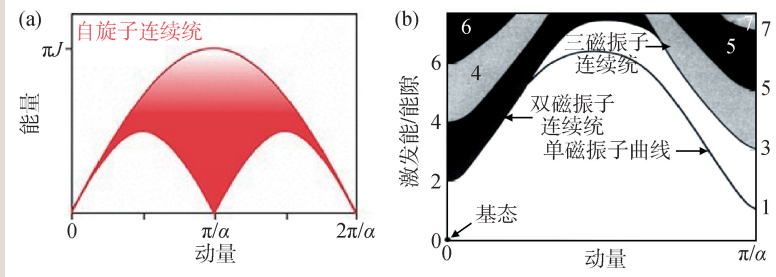 (a)
自旋子连续统
πJ
能量
0
π/α
2π/α
动量
(b)
6
4
7
5
三磁振子
连续统
双磁振子
连续统
单磁振子曲线
基态
激发能/能隙
6
4
2
0
7
5
3
1
0
π/α
动量